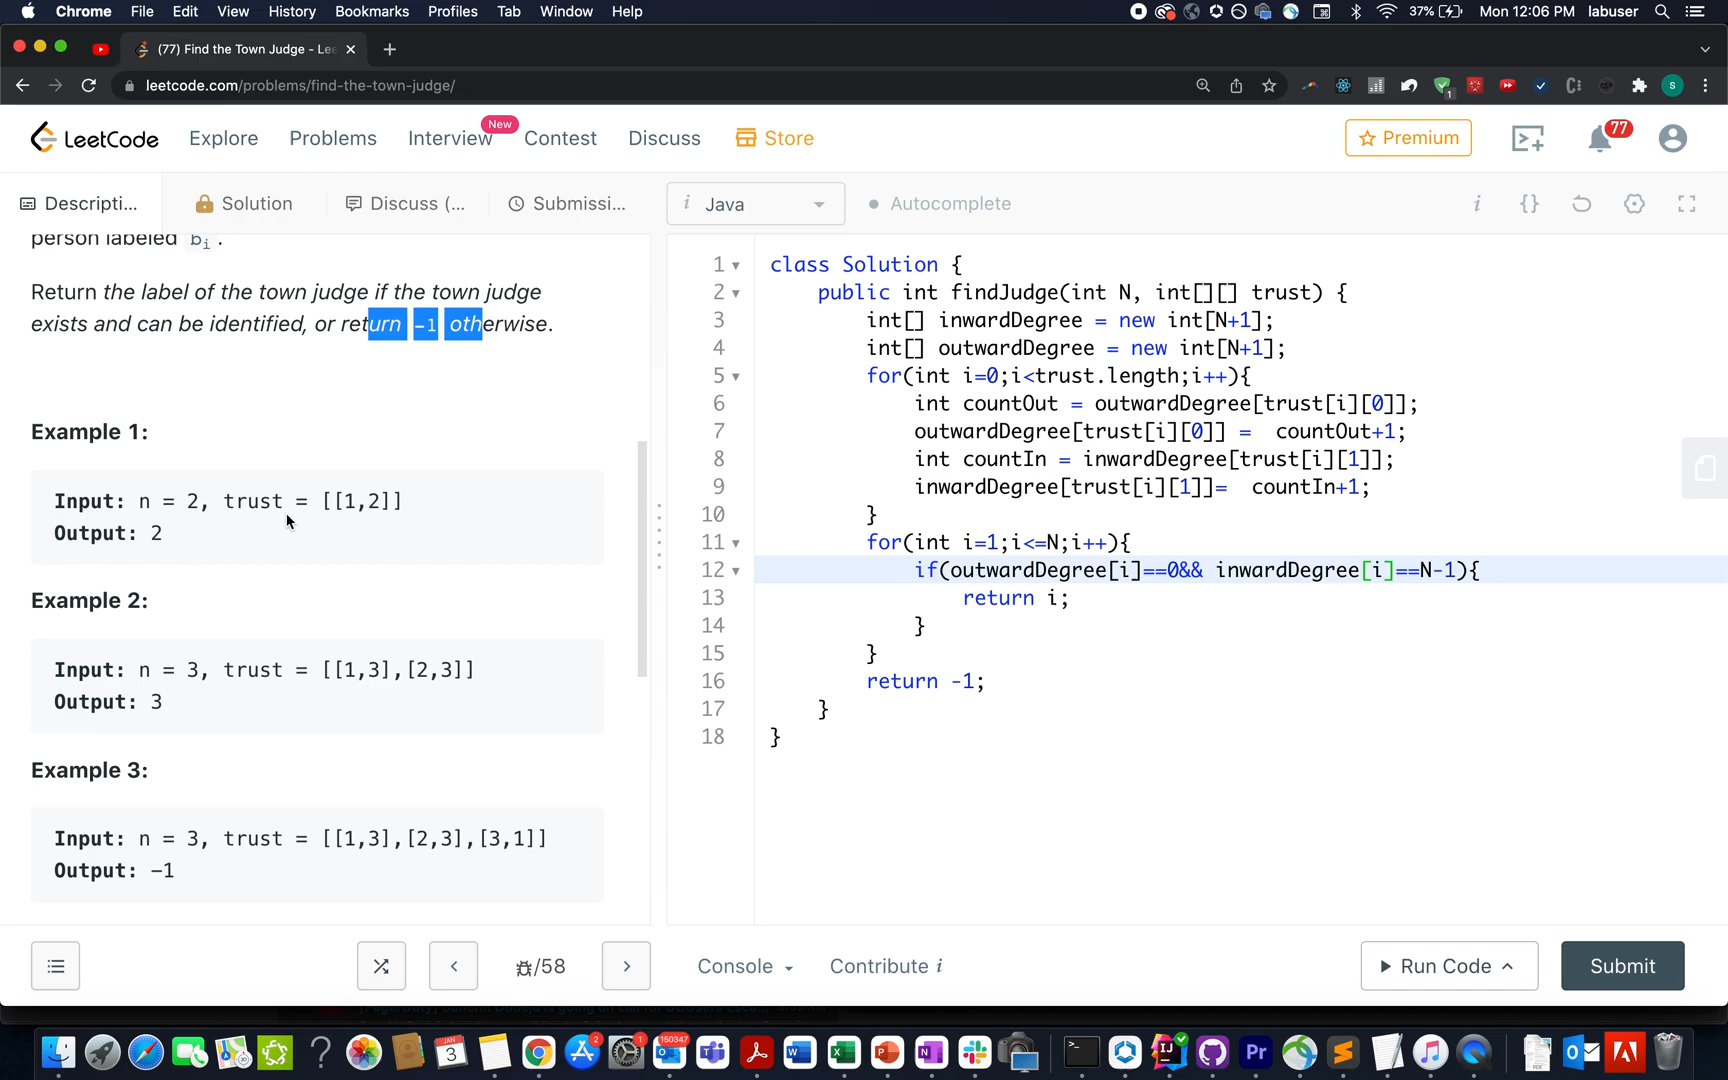 Chrome File Edit View History Bookmarks Profiles Tab Window Help 37% Mon 12:06 PM labuser
(77) Find the Town Judge - Lee
leetcode.com/problems/find-the-town-judge/
LeetCode Explore Problems Interview New Contest Discuss Store Premium 77
Descripti... Solution Discuss (... Submissi... i Java Autocomplete
person labeled bi.
Return the label of the town judge if the town judge
exists and can be identified, or return -1 otherwise.
Example 1:
Input: n = 2, trust = [[1,2]]
Output: 2
Example 2:
Input: n = 3, trust = [[1,3],[2,3]]
Output: 3
Example 3:
Input: n = 3, trust = [[1,3],[2,3],[3,1]]
Output: -1
1 class Solution {
2 public int findJudge(int N, int[][] trust) {
3 int[] inwardDegree = new int[N+1];
4 int[] outwardDegree = new int[N+1];
5 for(int i=0;i<trust.length;i++){
6 int countOut = outwardDegree[trust[i][0]];
7 outwardDegree[trust[i][0]] = countOut+1;
8 int countIn = inwardDegree[trust[i][1]];
9 inwardDegree[trust[i][1]]= countIn+1;
10 }
11 for(int i=1;i<=N;i++){
12 if(outwardDegree[i]==0&& inwardDegree[i]==N-1){
13 return i;
14 }
15 }
16 return -1;
17 }
18 }
/58 Console Contribute i Run Code Submit
JAN 3 2 1 150347